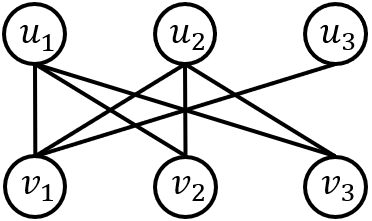 u₁ u₂ u₃
v₁ v₂ v₃